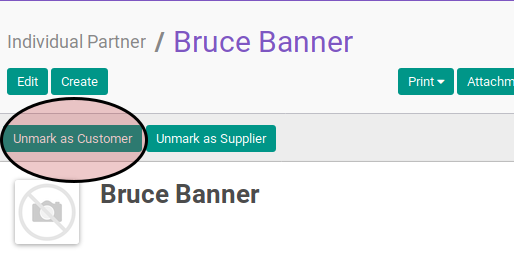 Individual Partner / Bruce Banner
Edit Create Print Attachm
Unmark as Customer Unmark as Supplier
Bruce Banner